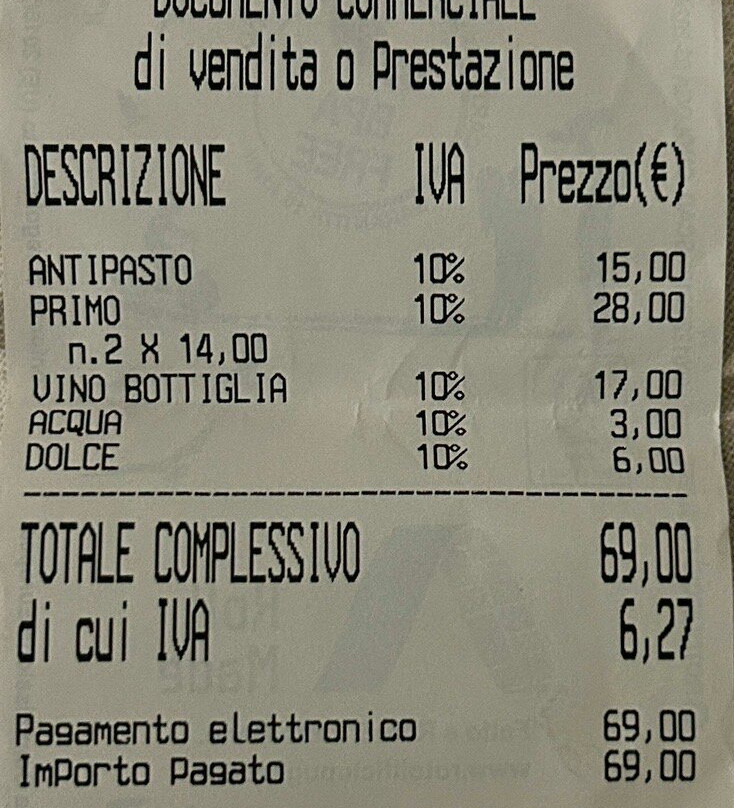 DOCUMENTO COMMERCIALE
di vendita o Prestazione
DESCRIZIONE IVA Prezzo(€)
ANTIPASTO 10% 15,00
PRIMO 10% 28,00
n.2 X 14,00
VINO BOTTIGLIA 10% 17,00
ACQUA 10% 3,00
DOLCE 10% 6,00
TOTALE COMPLESSIVO 69,00
di cui IVA 6,27
Pagamento elettronico 69,00
Importo Pagato 69,00